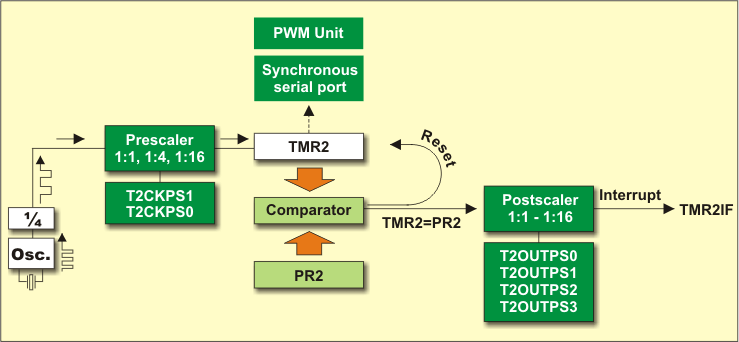 PWM Unit
Synchronous
serial port
Prescaler
1:1, 1:4, 1:16
T2CKPS1
T2CKPS0
TMR2
Reset
Comparator
TMR2=PR2
PR2
¼
Osc.
Postscaler
1:1 - 1:16
T2OUTPS0
T2OUTPS1
T2OUTPS2
T2OUTPS3
Interrupt
TMR2IF